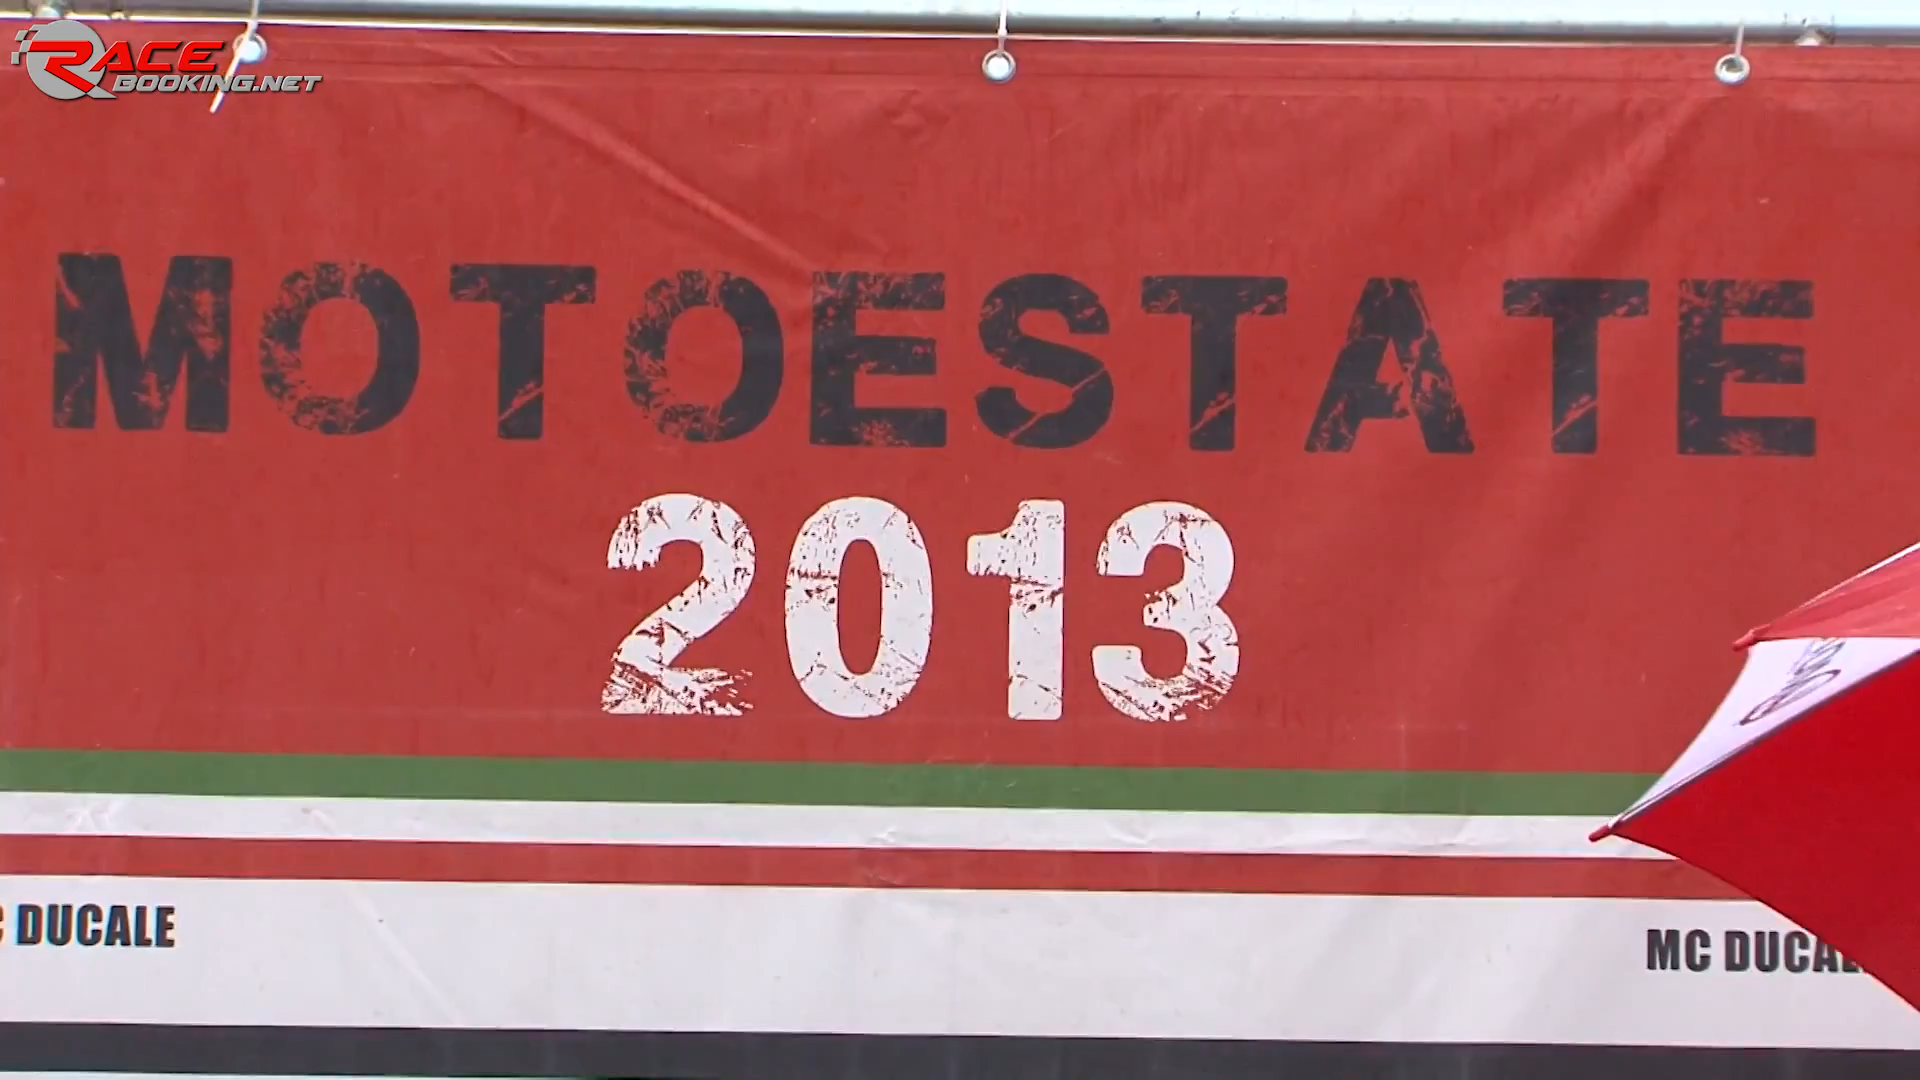 RACE
BOOKING.NET
MOTOESTATE
2013
DUCALE
MC DUCAL